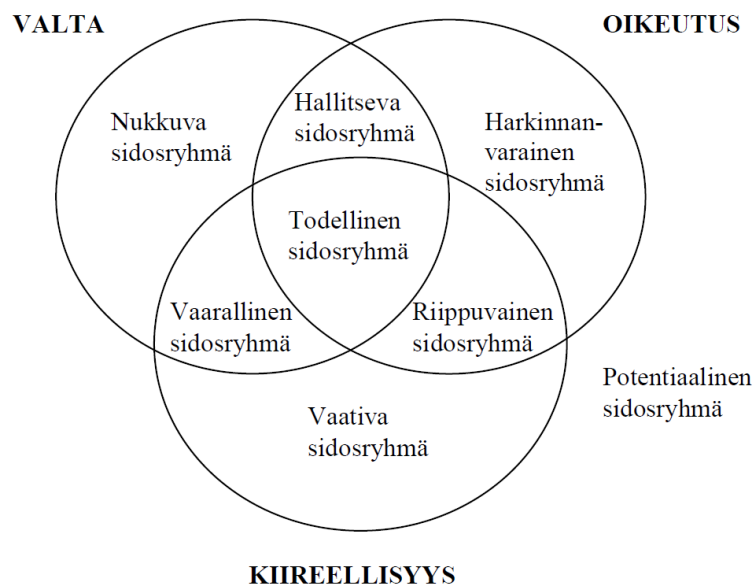 VALTA
OIKEUTUS
Nukkuva
sidosryhmä
Hallitseva
sidosryhmä
Harkinnan-
varainen
sidosryhmä
Todellinen
sidosryhmä
Vaarallinen
sidosryhmä
Riippuvainen
sidosryhmä
Potentiaalinen
sidosryhmä
Vaativa
sidosryhmä
KIIREELLISYYS